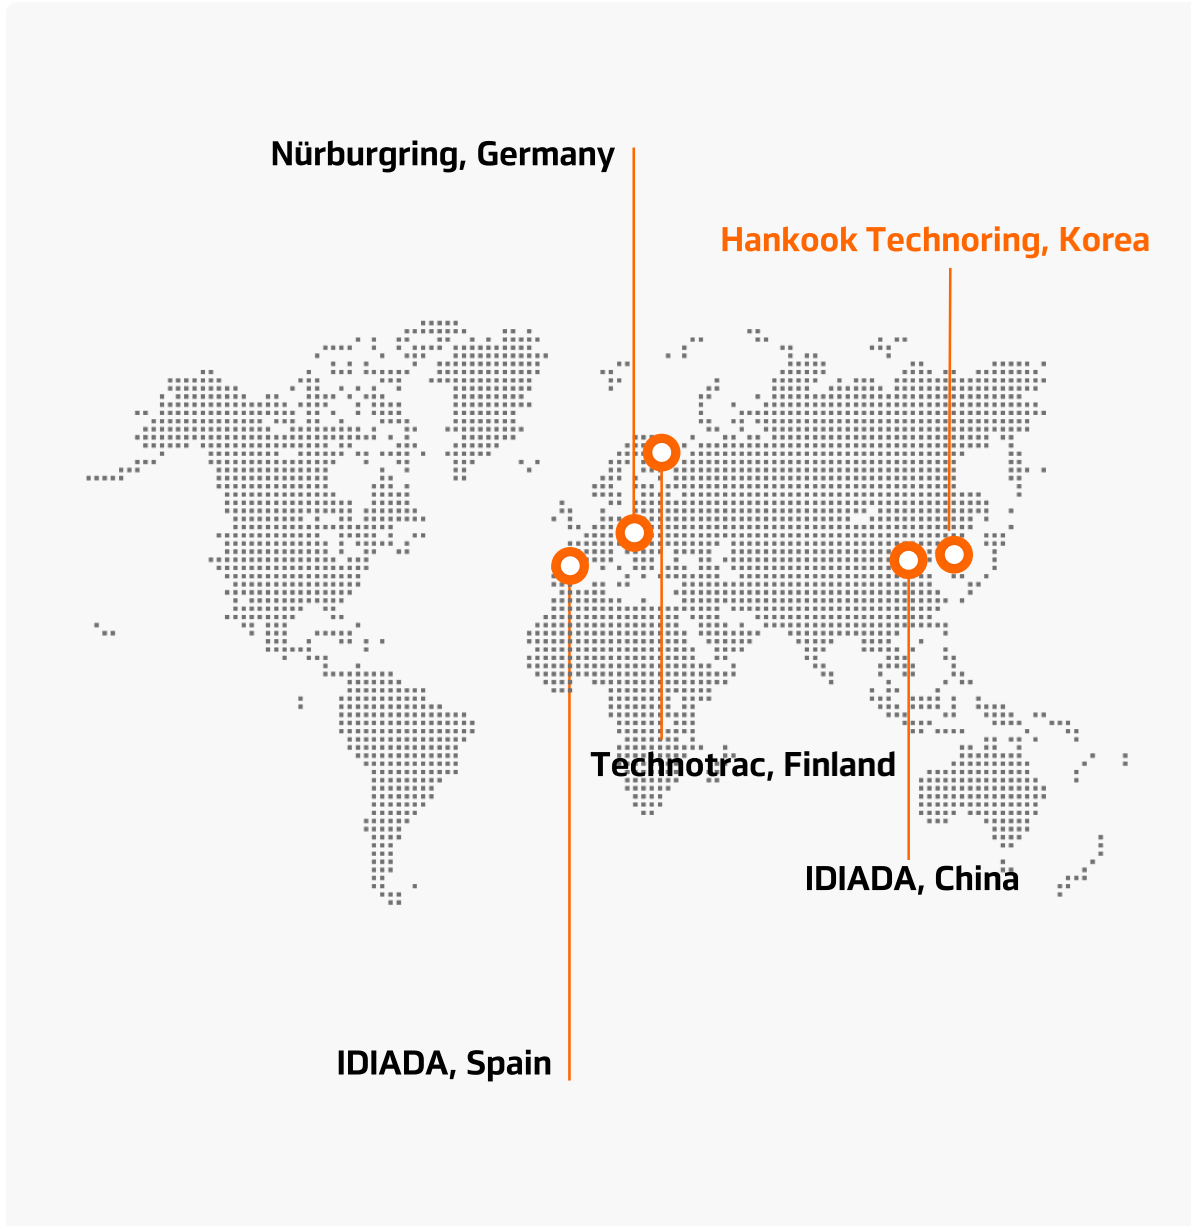 Nürburgring, Germany
Hankook Technoring, Korea
Technotrac, Finland
IDIADA, China
IDIADA, Spain